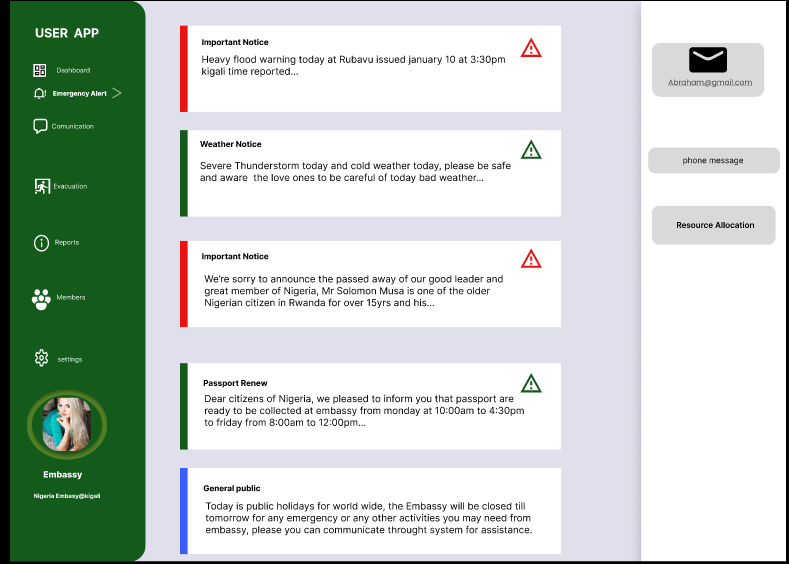 USER APP
Dashboard
Emergency Alert
Comunication
Evacuation
Reports
Members
settings
Embassy
Nigeria Embasy@kigali
Important Notice
Heavy flood warning today at Rubavu issued january 10 at 3:30pm
kigali time reported...
Weather Notice
Severe Thunderstorm today and cold weather today, please be safe
and aware the love ones to be careful of today bad weather...
Important Notice
We're sorry to announce the passed away of our good leader and
great member of Nigeria, Mr Solomon Musa is one of the older
Nigerian citizen in Rwanda for over 15yrs and his...
Passport Renew
Dear citizens of Nigeria, we pleased to inform you that passport are
ready to be collected at embassy from monday at 10:00am to 4:30pm
to friday from 8:00am to 12:00pm...
General public
Today is public holidays for world wide, the Embassy will be closed till
tomorrow for any emergency or any other activities you may need from
embassy, please you can communicate throught system for assistance.
Abraham@gmail.com
phone message
Resource Allocation